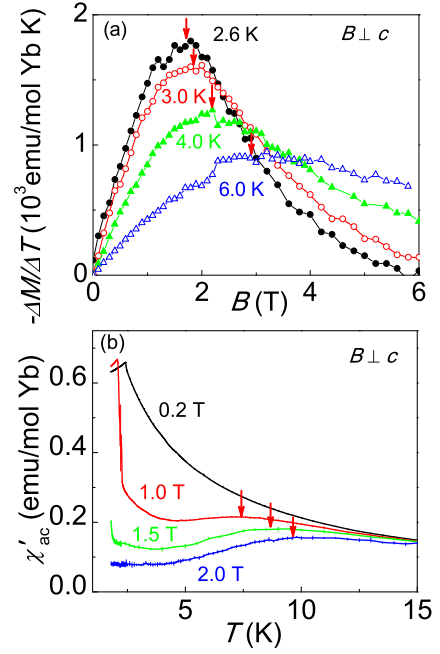 (a)
B ⊥ c
2.6 K
3.0 K
4.0 K
6.0 K
-ΔM/ΔT (10³emu/mol Yb K)
2
1
0
0 2 4 6
B (T)
(b)
B ⊥ c
0.2 T
1.0 T
1.5 T
2.0 T
χ′ac (emu/mol Yb)
0.6
0.4
0.2
0.0
5 10 15
T (K)